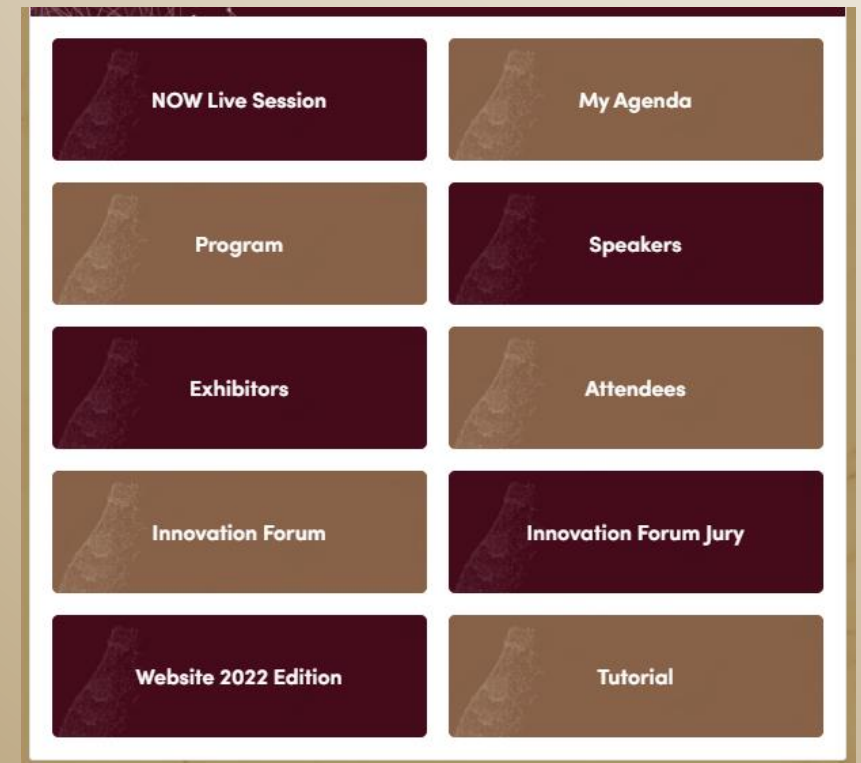 NOW Live Session
My Agenda
Program
Speakers
Exhibitors
Attendees
Innovation Forum
Innovation Forum Jury
Website 2022 Edition
Tutorial